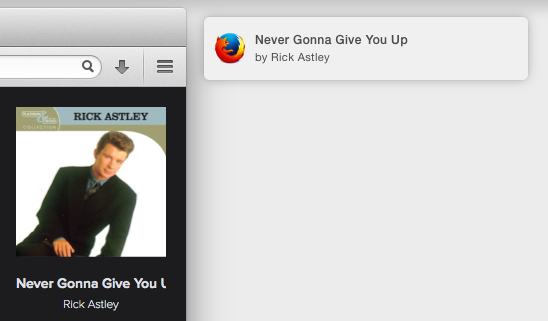 Never Gonna Give You Up
by Rick Astley
RICK ASTLEY
COLLECTION
Never Gonna Give You U
Rick Astley